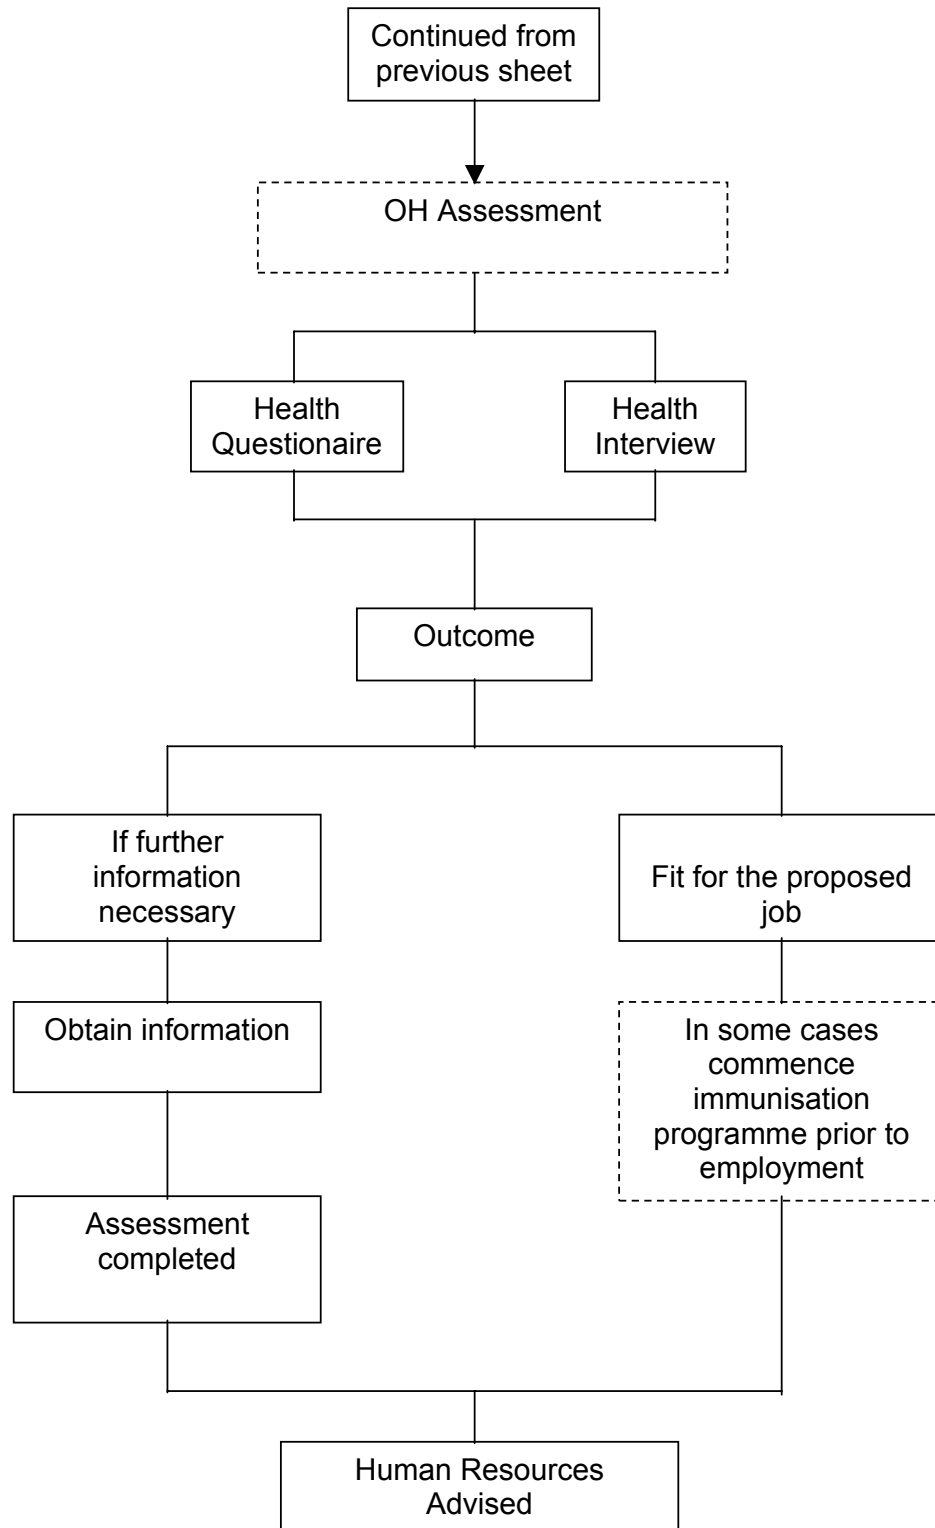 Continued from
previous sheet
OH Assessment
Health
Questionaire
Health
Interview
Outcome
If further
information
necessary
Fit for the proposed
job
Obtain information
In some cases
commence
immunisation
programme prior to
employment
Assessment
completed
Human Resources
Advised